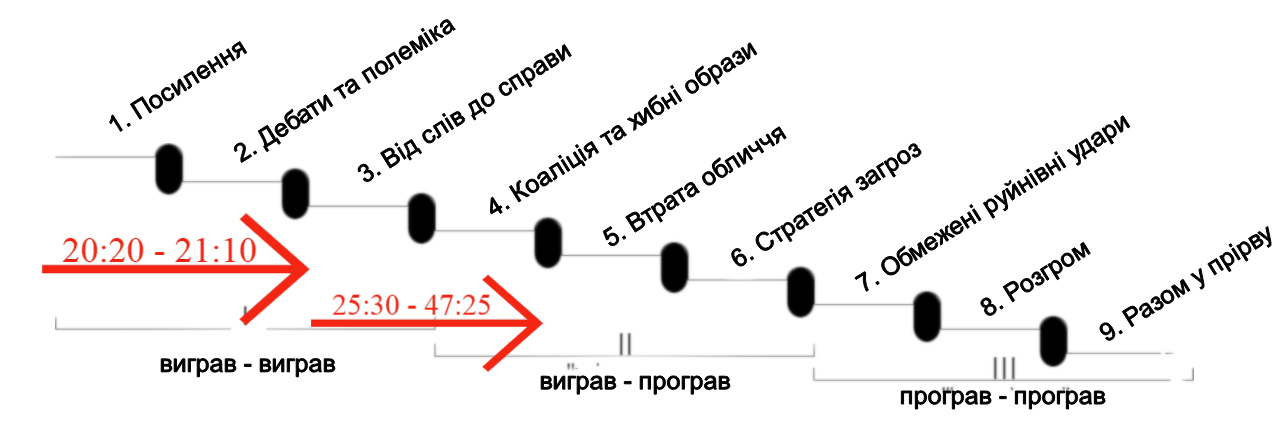 1. Посилення
2. Дебати та полеміка
3. Від слів до справи
4. Коаліція та хибні образи
5. Втрата обличчя
6. Стратегія загроз
7. Обмежені руйнівні удари
8. Розгром
9. Разом у прірву
20:20 - 21:10
25:30 - 47:25
виграв - виграв
II
виграв - програв
III
програв - програв